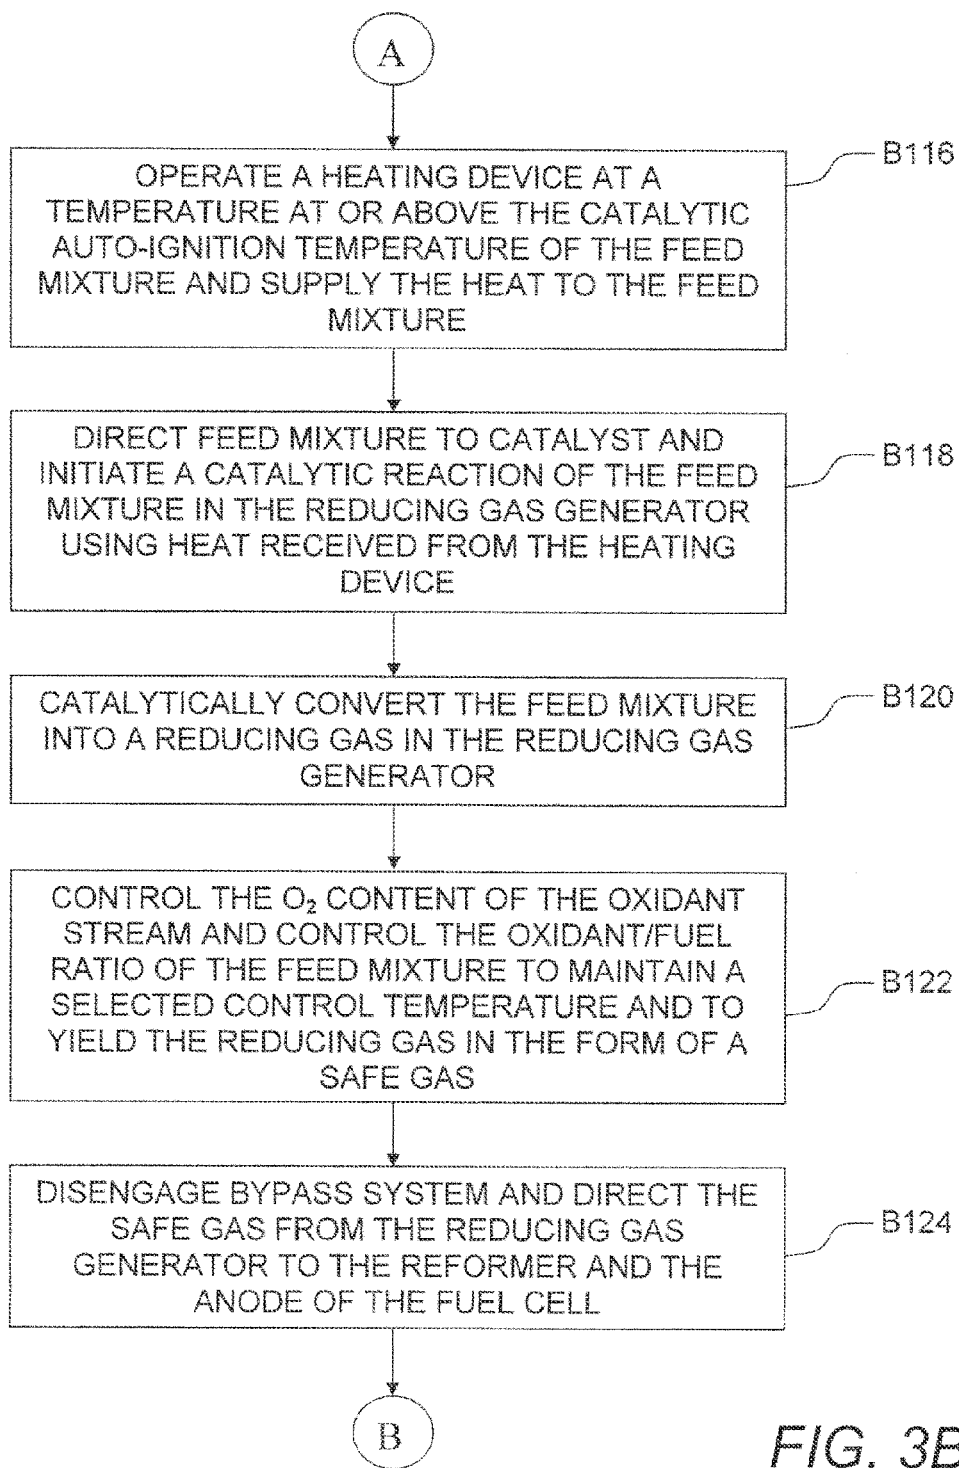 A
OPERATE A HEATING DEVICE AT A
TEMPERATURE AT OR ABOVE THE CATALYTIC
AUTO-IGNITION TEMPERATURE OF THE FEED
MIXTURE AND SUPPLY THE HEAT TO THE FEED
MIXTURE
B116
DIRECT FEED MIXTURE TO CATALYST AND
INITIATE A CATALYTIC REACTION OF THE FEED
MIXTURE IN THE REDUCING GAS GENERATOR
USING HEAT RECEIVED FROM THE HEATING
DEVICE
B118
CATALYTICALLY CONVERT THE FEED MIXTURE
INTO A REDUCING GAS IN THE REDUCING GAS
GENERATOR
B120
CONTROL THE O₂ CONTENT OF THE OXIDANT
STREAM AND CONTROL THE OXIDANT/FUEL
RATIO OF THE FEED MIXTURE TO MAINTAIN A
SELECTED CONTROL TEMPERATURE AND TO
YIELD THE REDUCING GAS IN THE FORM OF A
SAFE GAS
B122
DISENGAGE BYPASS SYSTEM AND DIRECT THE
SAFE GAS FROM THE REDUCING GAS
GENERATOR TO THE REFORMER AND THE
ANODE OF THE FUEL CELL
B124
B
FIG. 3B